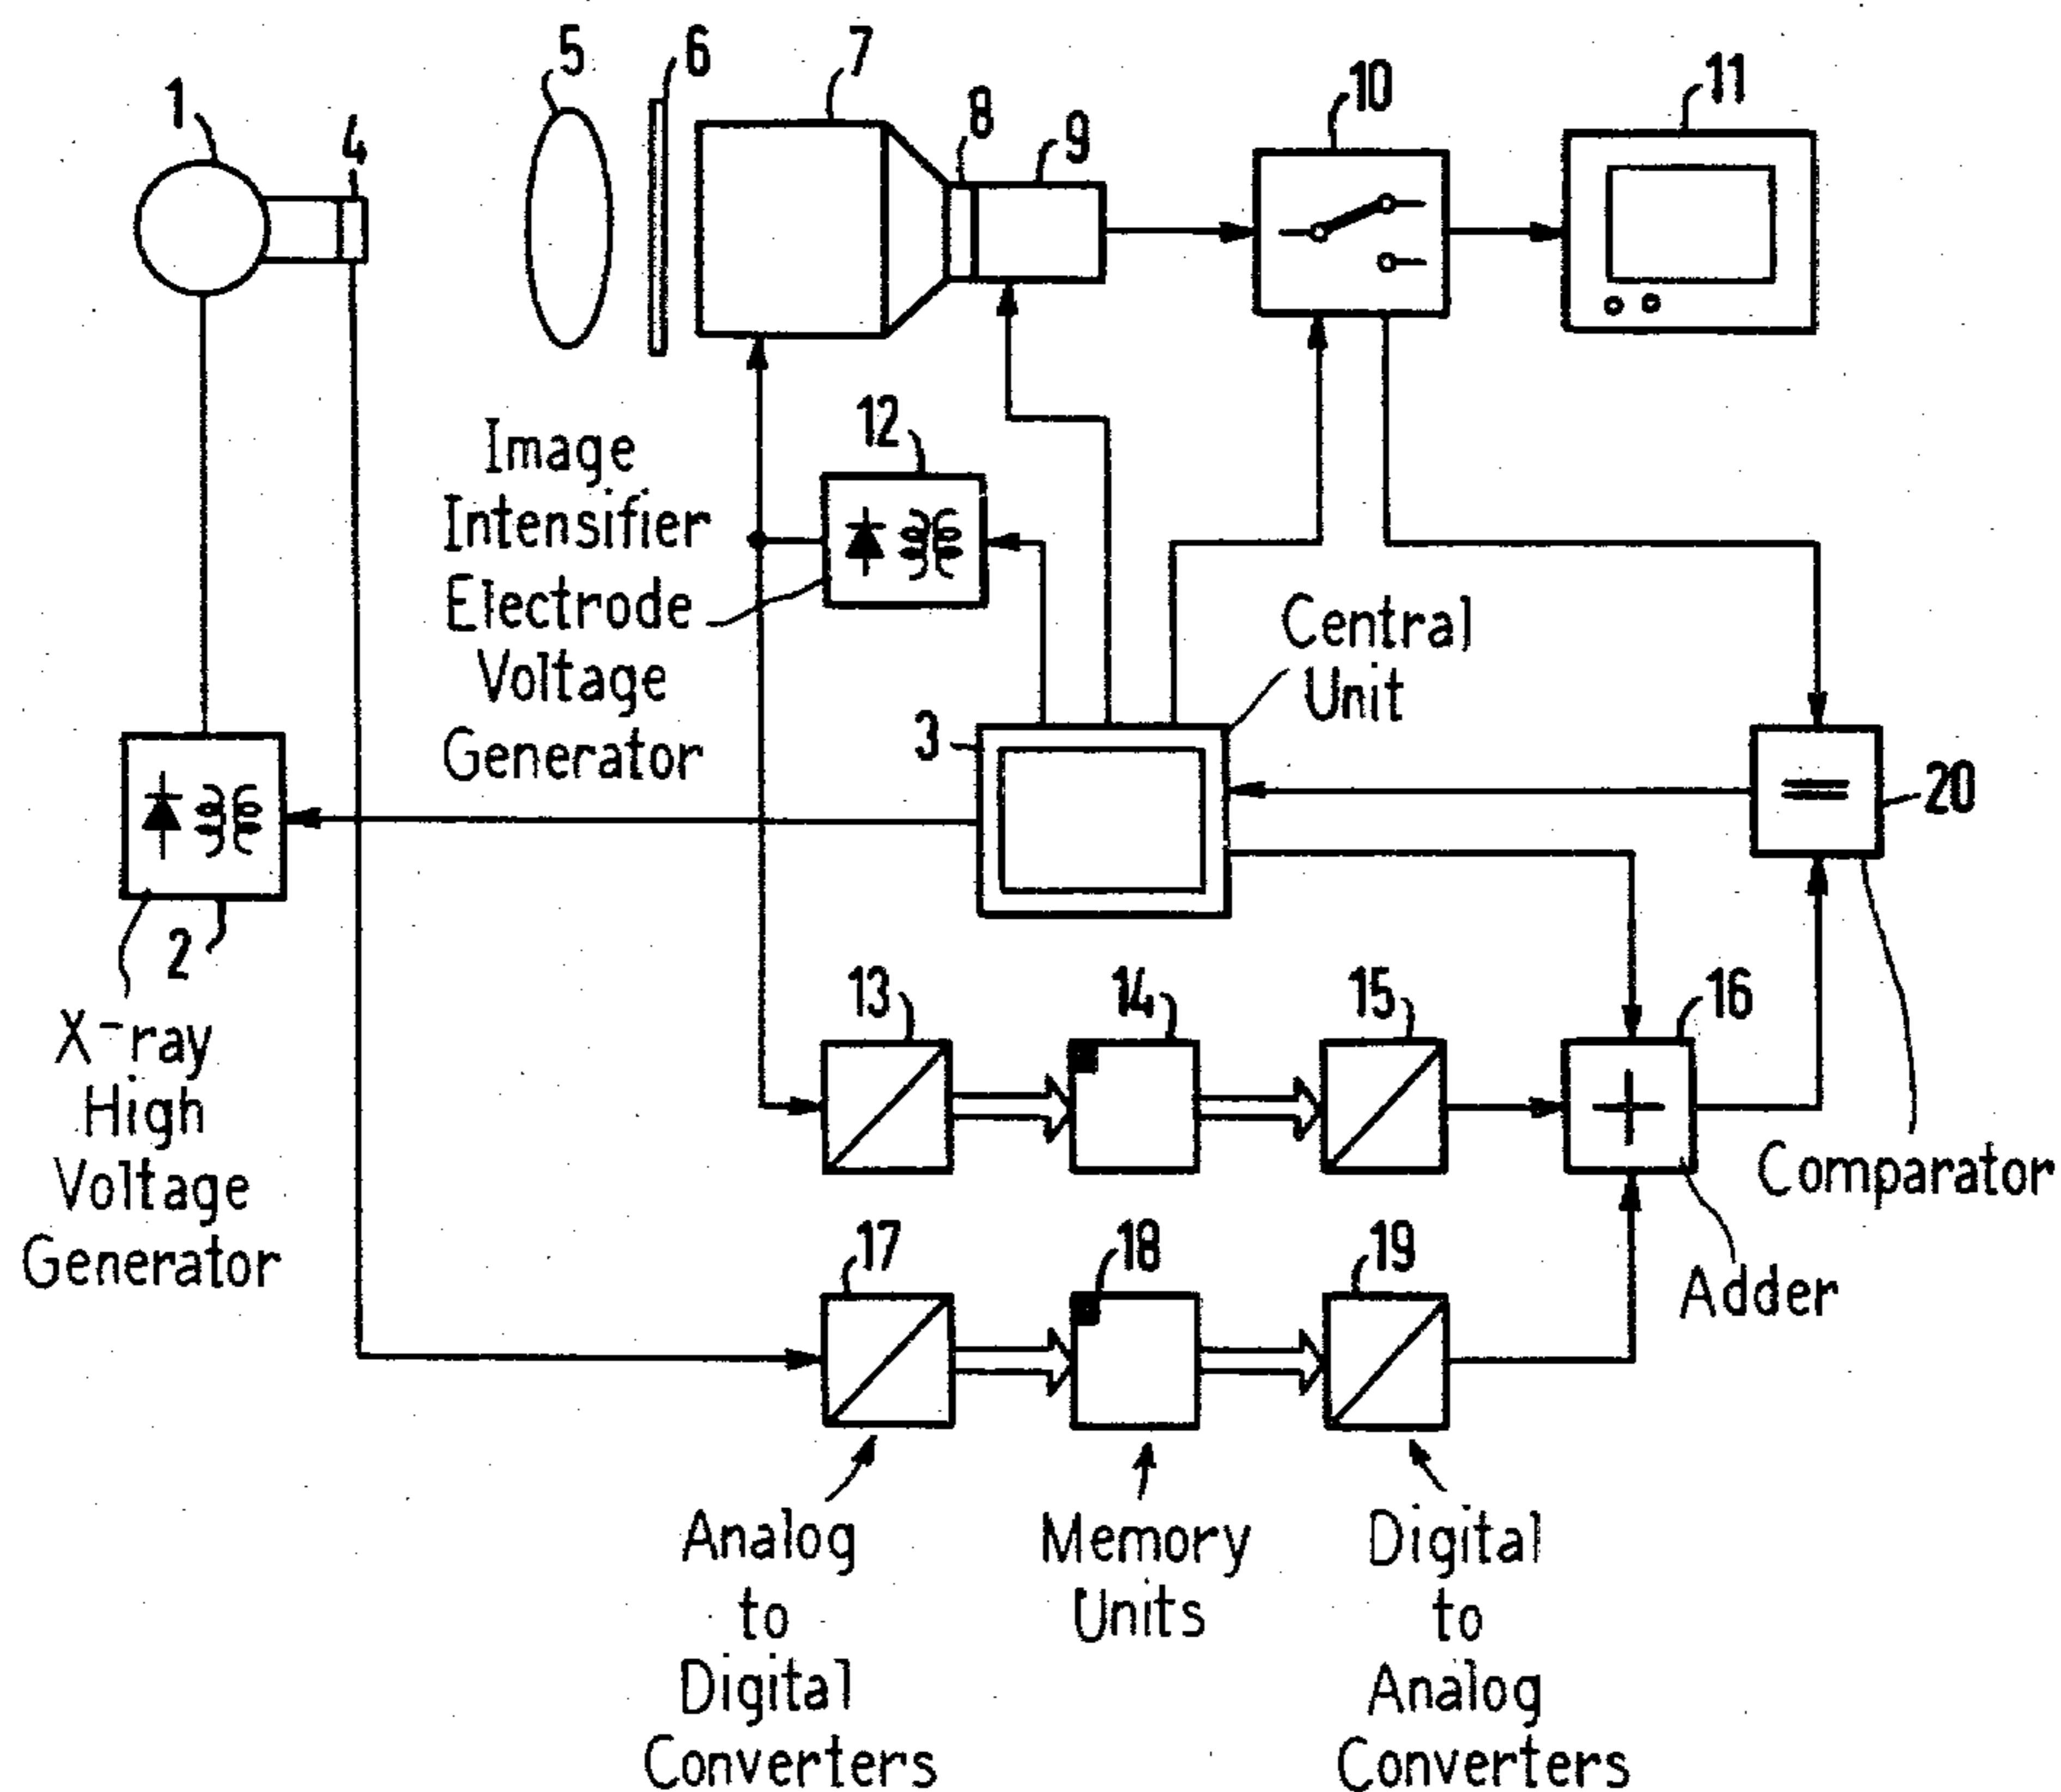 5
6
7
1
4
8
9
10
11
12
Image
Intensifier
Electrode
Voltage
Generator
Central
Unit
3
20
2
X-ray
High
Voltage
Generator
13
14
15
16
Comparator
17
18
19
Adder
Analog
to
Digital
Converters
Memory
Units
Digital
to
Analog
Converters